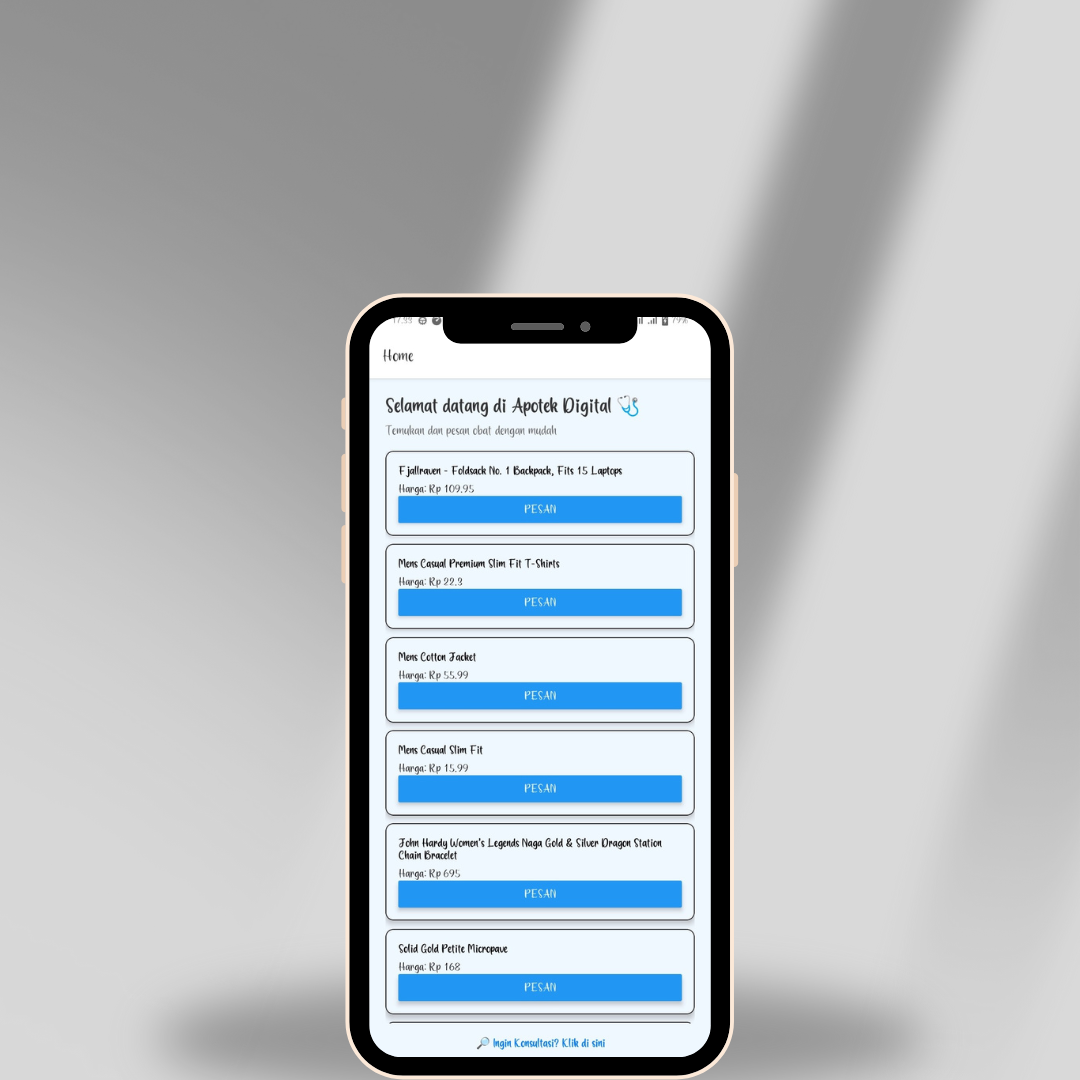 Home
Selamat datang di Apotek Digital
Temukan dan pesan obat dengan mudah
Fjallraven - Foldsack No. 1 Backpack, Fits 15 Laptops
Harga: Rp 109.95
PESAN
Mens Casual Premium Slim Fit T-Shirts
Harga: Rp 22.3
PESAN
Mens Cotton Jacket
Harga: Rp 55.99
PESAN
Mens Casual Slim Fit
Harga: Rp 15.99
PESAN
John Hardy Women's Legends Naga Gold & Silver Dragon Station
Chain Bracelet
Harga: Rp 695
PESAN
Solid Gold Petite Micropave
Harga: Rp 168
PESAN
Ingin Konsultasi? Klik di sini